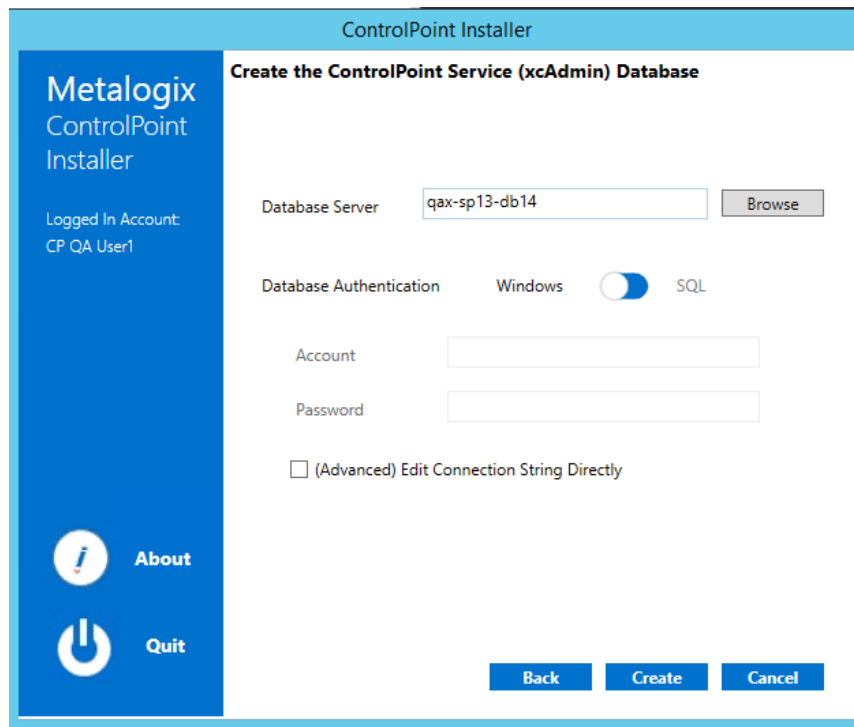 ControlPoint Installer
Metalogix
ControlPoint
Installer
Logged In Account:
CP QA User1
About
Quit
Create the ControlPoint Service (xcAdmin) Database
Database Server qax-sp13-db14 Browse
Database Authentication Windows SQL
Account
Password
(Advanced) Edit Connection String Directly
Back Create Cancel